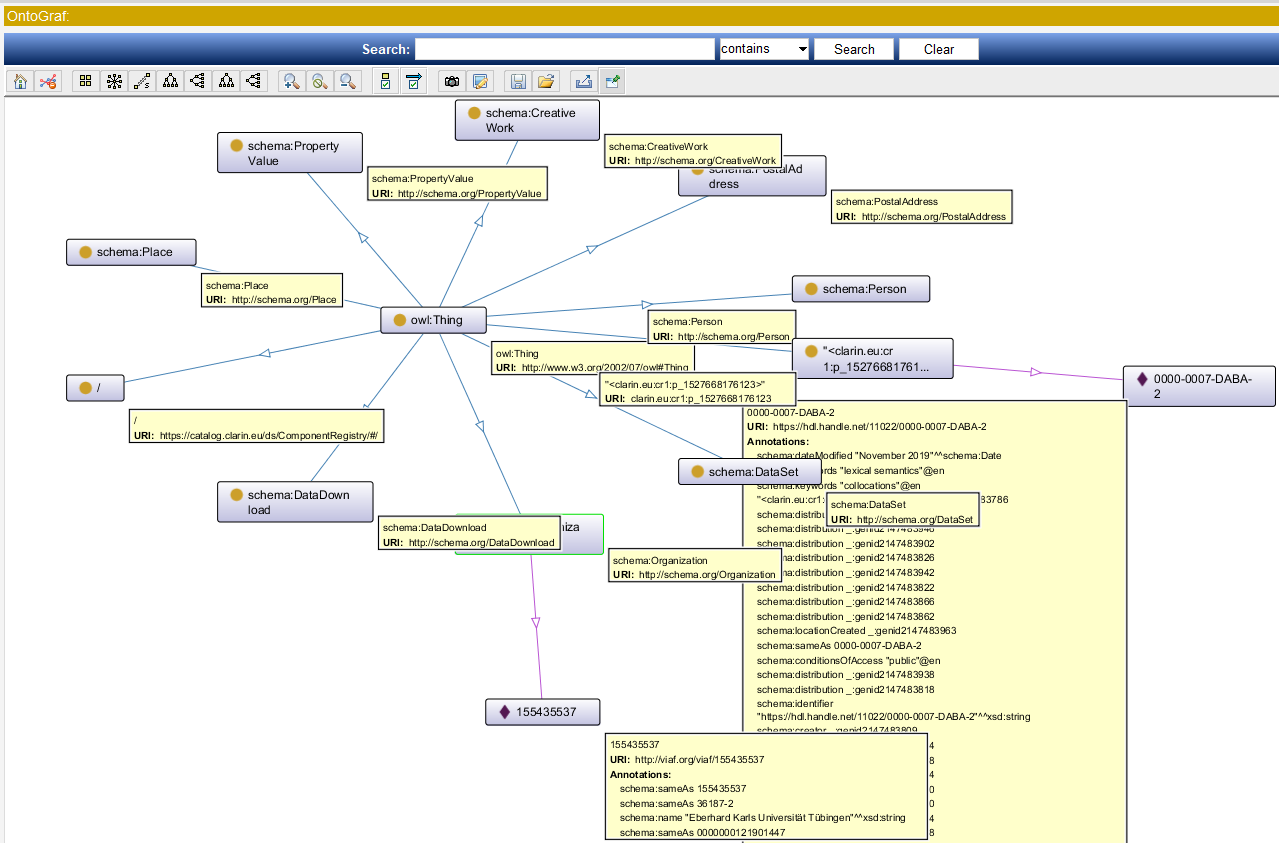 OntoGraf:
Search:
contains
Search
Clear
schema:Creative
Work
schema:Property
Value
schema:CreativeWork
URI: http://schema.org/CreativeWork
schema:PostalAd
dress
schema:PropertyValue
URI: http://schema.org/PropertyValue
schema:PostalAddress
URI: http://schema.org/PostalAddress
schema:Place
schema:Place
URI: http://schema.org/Place
schema:Person
owl:Thing
schema:Person
URI: http://schema.org/Person
owl:Thing
URI: http://www.w3.org/2002/07/owl#Thing
"<clarin.eu:cr
1:p_15276681761...
0000-0007-DABA-
2
/
"<clarin.eu:cr1:p_1527668176123>"
URI: clarin.eu:cr1:p_1527668176123
/
URI: https://catalog.clarin.eu/ds/ComponentRegistry/#/
0000-0007-DABA-2
URI: https://hdl.handle.net/11022/0000-0007-DABA-2
Annotations:
schema:dateModified "November 2019"^^schema:Date
rds "lexical semantics"@en
schema:keywords "collocations"@en
"<clarin.eu:cr1: 83786
schema:distribu
schema:distribution _:genid2147483946
schema:distribution _:genid2147483902
schema:distribution _:genid2147483826
ma:distribution _:genid2147483942
schema:distribution _:genid2147483822
schema:distribution _:genid2147483866
schema:distribution _:genid2147483862
schema:locationCreated _:genid2147483963
schema:sameAs 0000-0007-DABA-2
schema:conditionsOfAccess "public"@en
schema:distribution _:genid2147483938
schema:distribution _:genid2147483818
schema:identifier
"https://hdl.handle.net/11022/0000-0007-DABA-2"^^xsd:string
schema:creator _:genid2147483809
4
8
4
0
0
4
8
schema:DataSet
schema:DataSet
URI: http://schema.org/DataSet
schema:DataDown
load
schema:DataDownload
URI: http://schema.org/DataDownload
niza
schema:Organization
URI: http://schema.org/Organization
155435537
155435537
URI: http://viaf.org/viaf/155435537
Annotations:
schema:sameAs 155435537
schema:sameAs 36187-2
schema:name "Eberhard Karls Universität Tübingen"^^xsd:string
schema:sameAs 0000000121901447